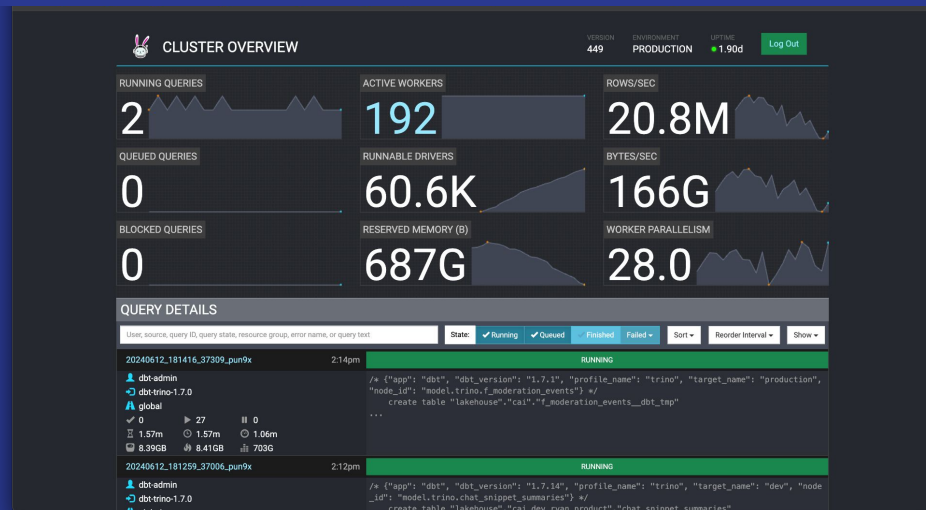 CLUSTER OVERVIEW
VERSION
449
ENVIRONMENT
PRODUCTION
UPTIME
1.90d
Log Out
RUNNING QUERIES
2
ACTIVE WORKERS
192
ROWS/SEC
20.8M
QUEUED QUERIES
0
RUNNABLE DRIVERS
60.6K
BYTES/SEC
166G
BLOCKED QUERIES
0
RESERVED MEMORY (B)
687G
WORKER PARALLELISM
28.0
QUERY DETAILS
User, source, query ID, query state, resource group, error name, or query text
State:
Running
Queued
Finished
Failed
Sort
Reorder Interval
Show
20240612_181416_37309_pun9x 2:14pm
RUNNING
dbt-admin
dbt-trino-1.7.0
global
0 27 0
1.57m 1.57m 1.06m
8.39GB 8.41GB 703G
/* {"app": "dbt", "dbt_version": "1.7.1", "profile_name": "trino", "target_name": "production",
"node_id": "model.trino.f_moderation_events"} */
create table "lakehouse"."cai"."f_moderation_events__dbt_tmp"
...
20240612_181259_37006_pun9x 2:12pm
RUNNING
dbt-admin
dbt-trino-1.7.0
/* {"app": "dbt", "dbt_version": "1.7.14", "profile_name": "trino", "target_name": "dev", "node
_id": "model.trino.chat_snippet_summaries"} */
create table "lakehouse"."cai_dev_ryan_product"."chat_snippet_summaries"